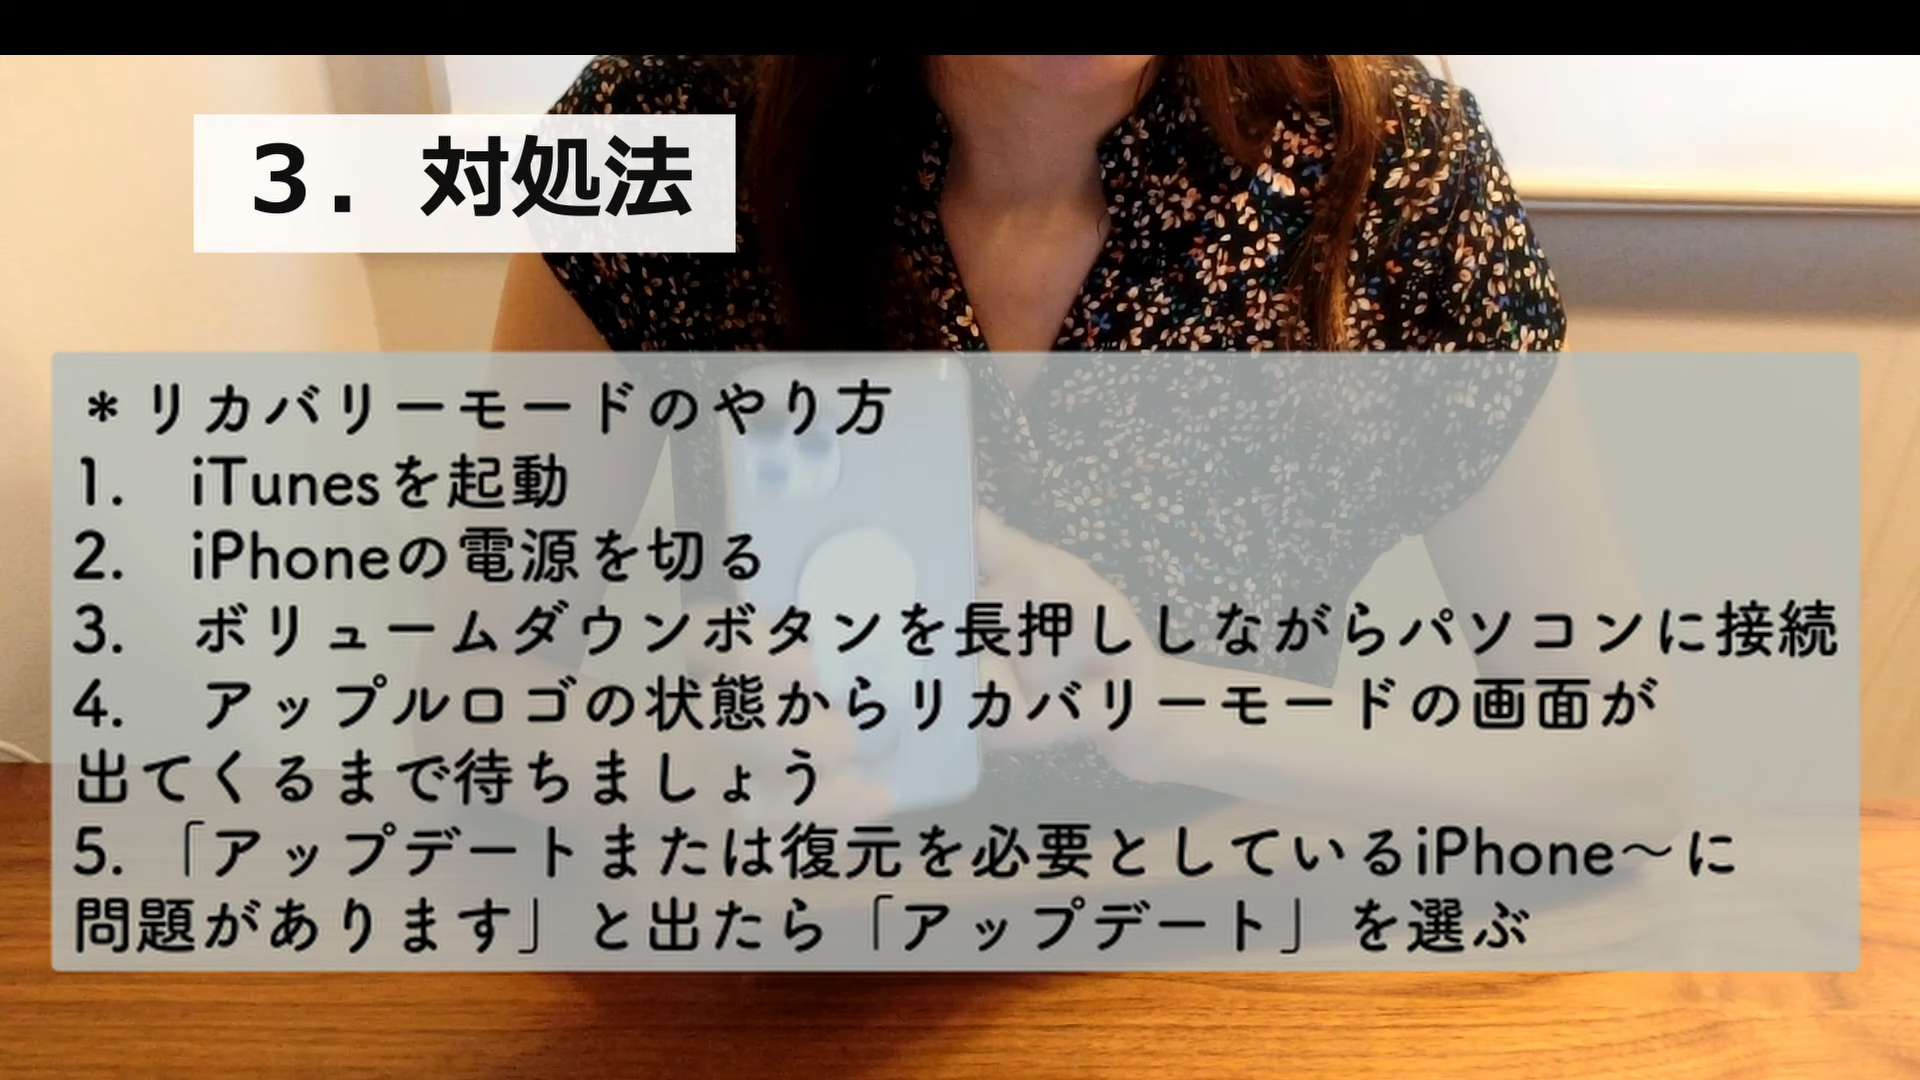 ３．対処法
＊リカバリーモードのやり方
1.　iTunesを起動
2.　iPhoneの電源を切る
3.　ボリュームダウンボタンを長押ししながらパソコンに接続
4.　アップルロゴの状態からリカバリーモードの画面が
出てくるまで待ちましょう
5. 「アップデートまたは復元を必要としているiPhone～に
問題があります」と出たら「アップデート」を選ぶ